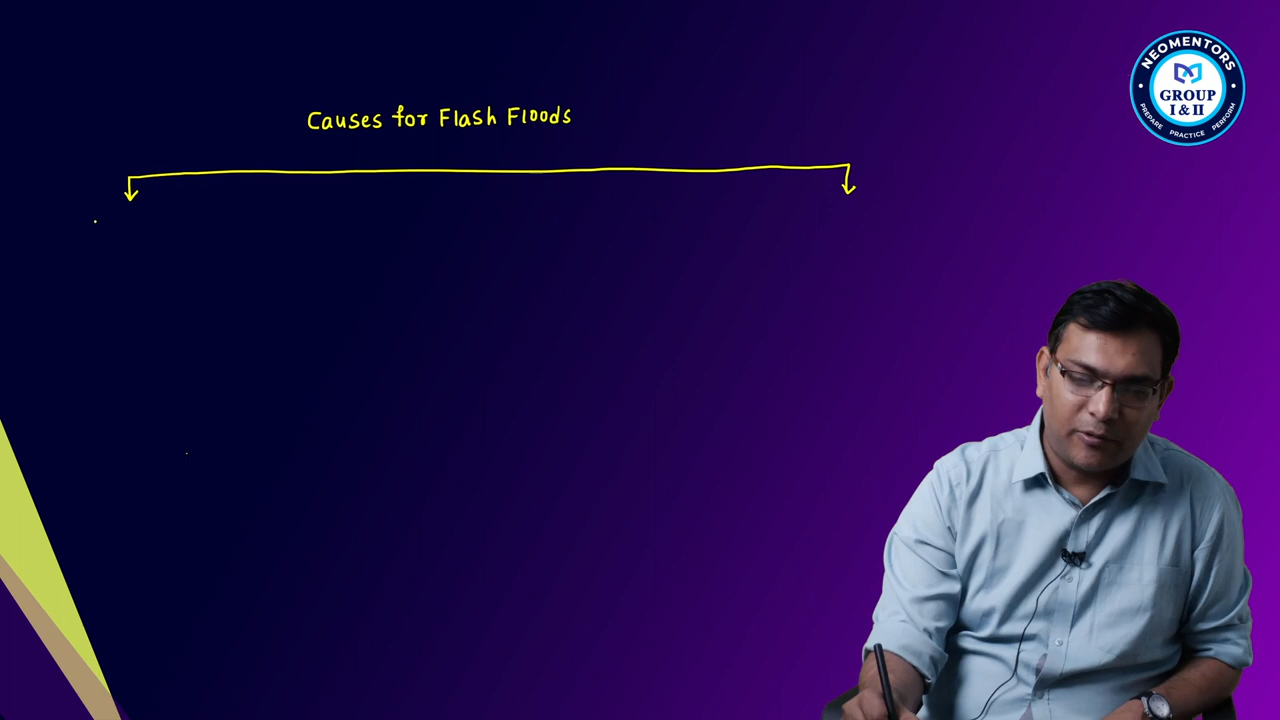 Causes for Flash Floods
NEOMENTORS
GROUP
I & II
PREPARE PRACTICE PERFORM